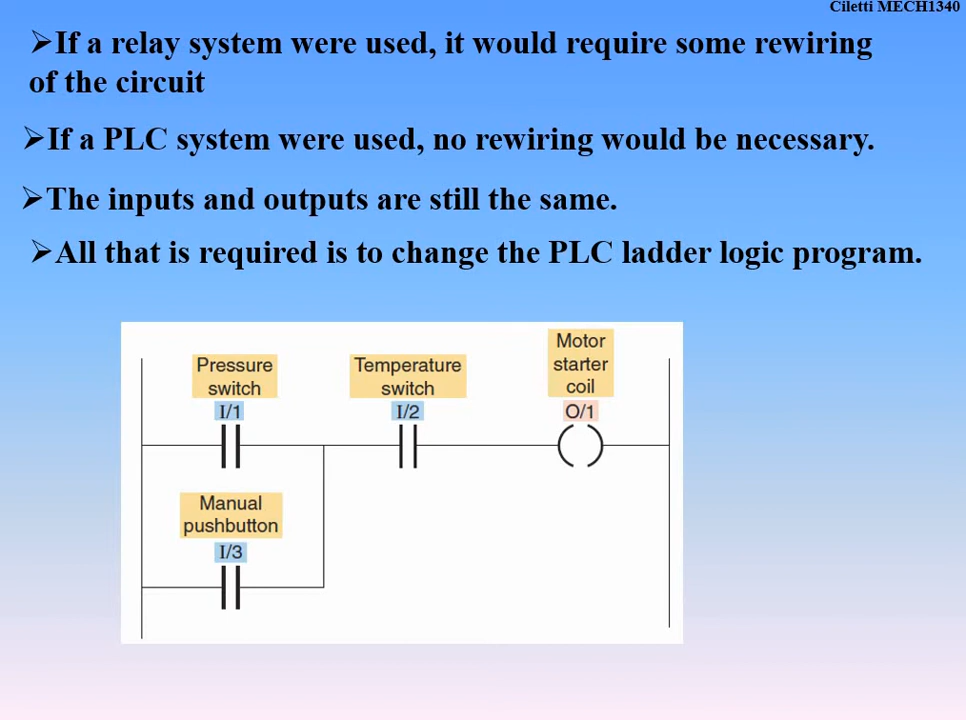 Ciletti MECH1340
➢If a relay system were used, it would require some rewiring
of the circuit
➢If a PLC system were used, no rewiring would be necessary.
➢The inputs and outputs are still the same.
➢All that is required is to change the PLC ladder logic program.
Pressure
switch
I/1
Temperature
switch
I/2
Motor
starter
coil
O/1
Manual
pushbutton
I/3